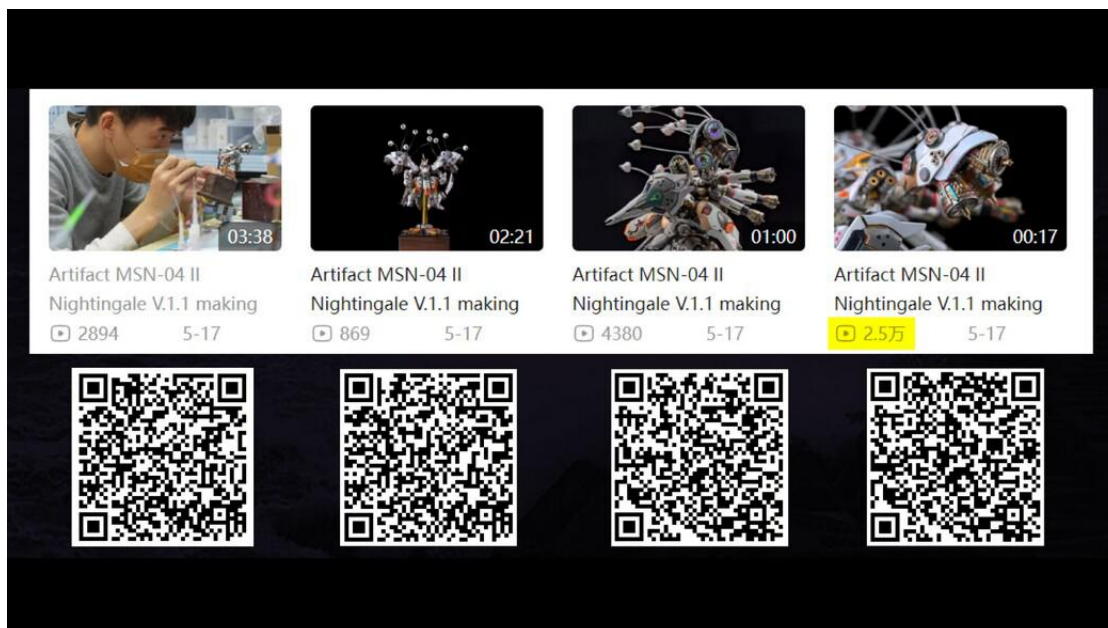 03:38
02:21
01:00
00:17
Artifact MSN-04 II
Nightingale V.1.1 making
2894 5-17
Artifact MSN-04 II
Nightingale V.1.1 making
869 5-17
Artifact MSN-04 II
Nightingale V.1.1 making
4380 5-17
Artifact MSN-04 II
Nightingale V.1.1 making
2.5万 5-17